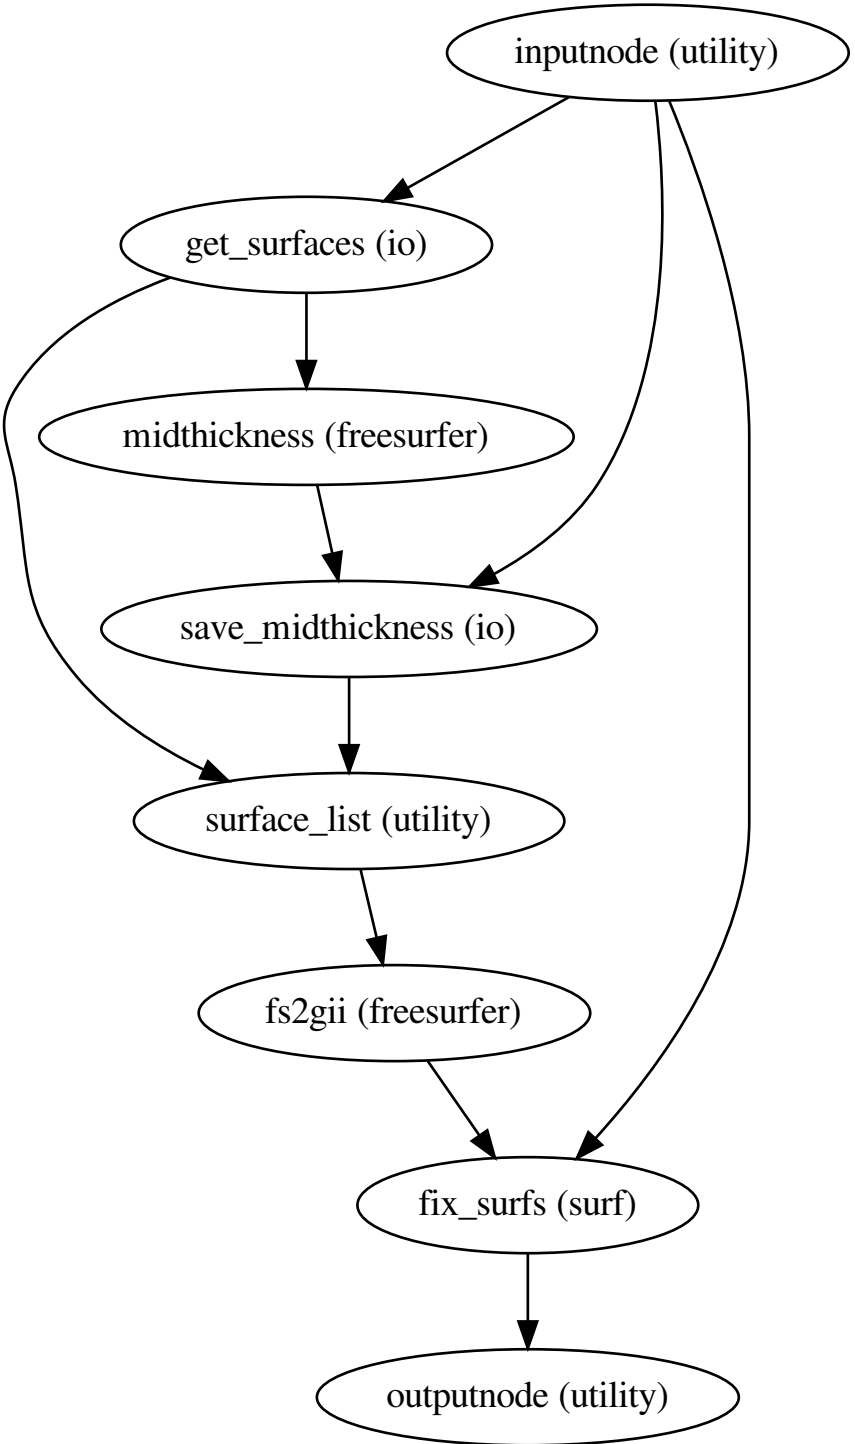 inputnode (utility)
get_surfaces (io)
midthickness (freesurfer)
save_midthickness (io)
surface_list (utility)
fs2gii (freesurfer)
fix_surfs (surf)
outputnode (utility)